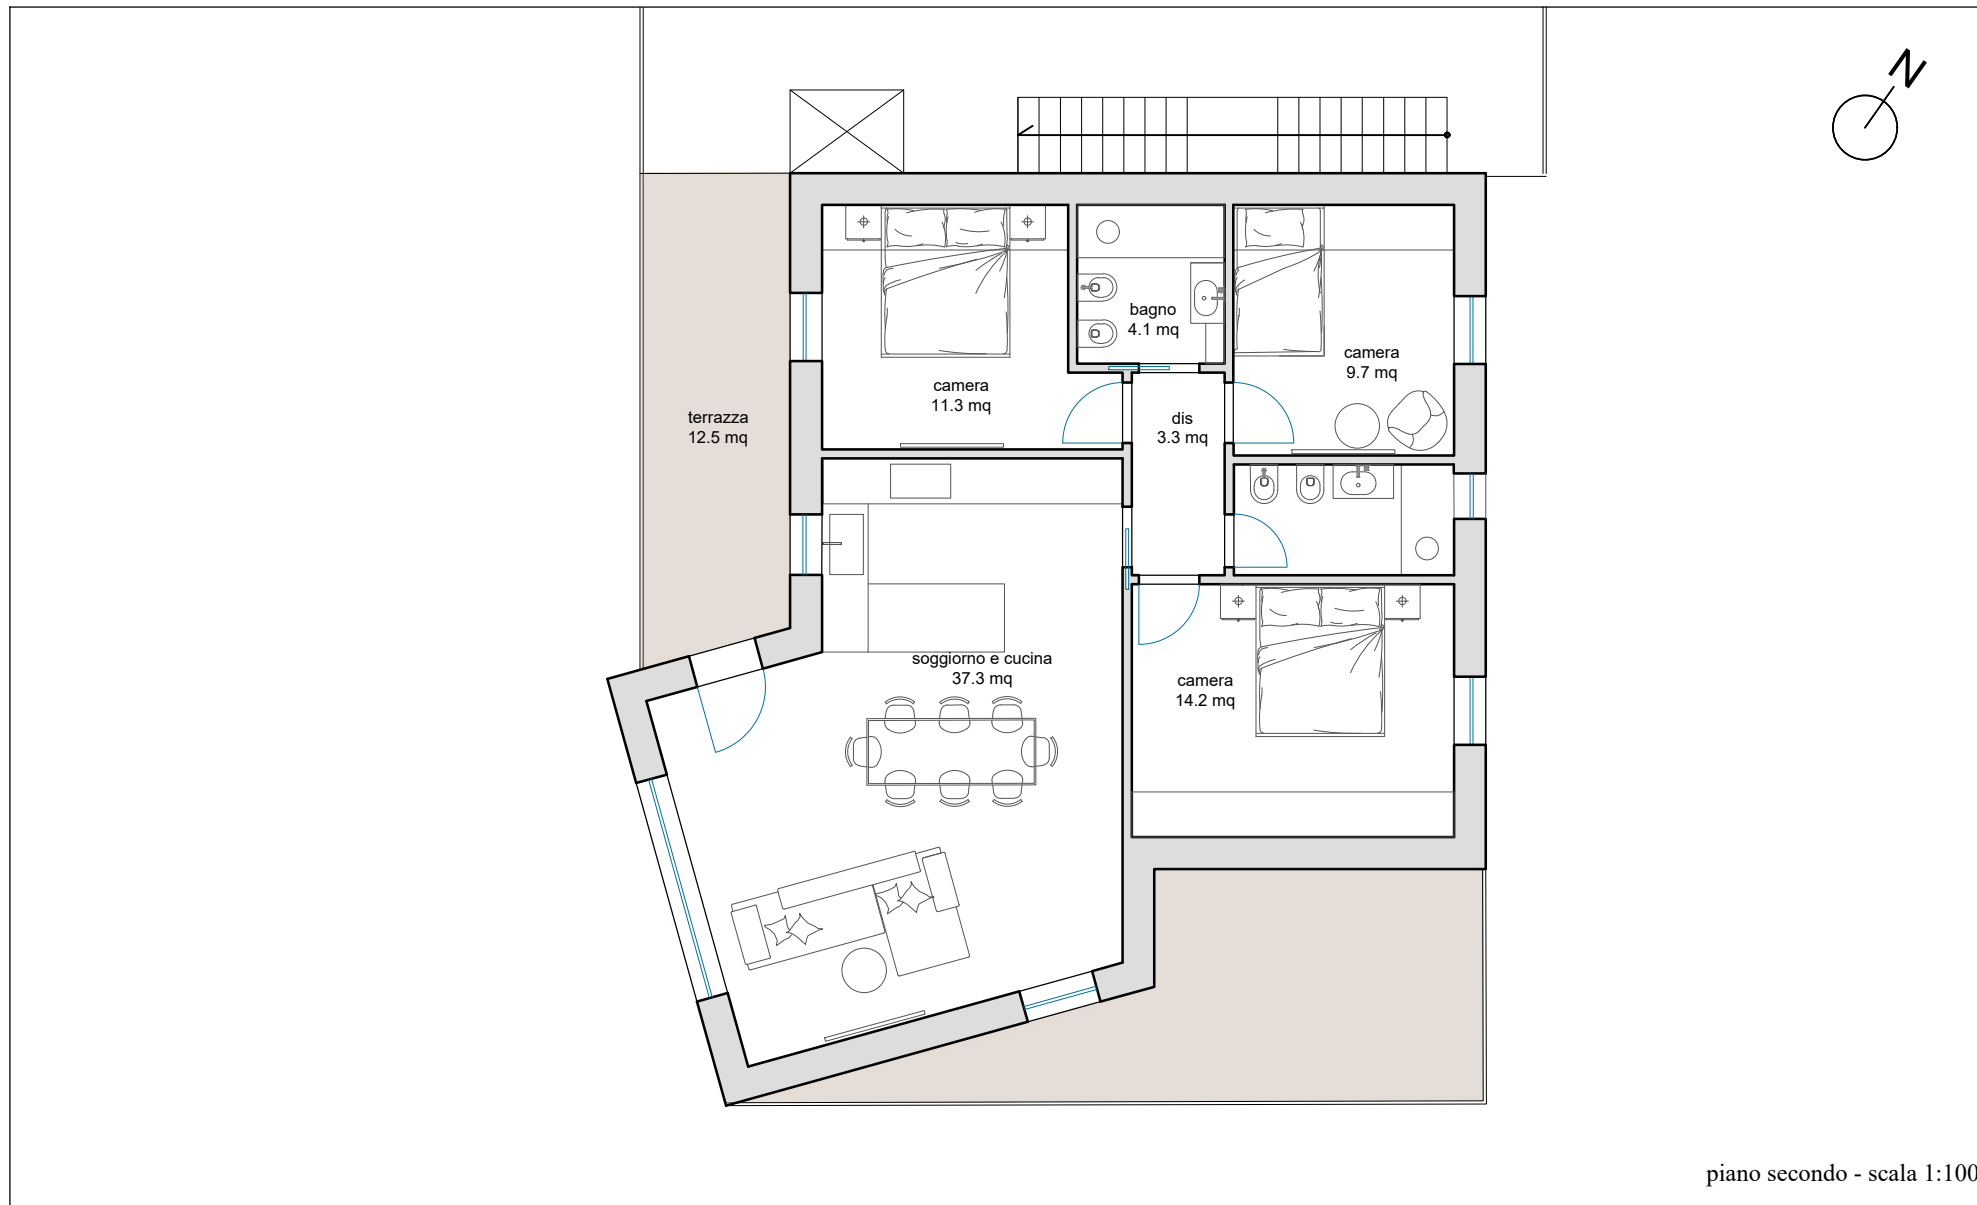 N
bagno
4.1 mq
camera
9.7 mq
camera
11.3 mq
terrazza
12.5 mq
dis
3.3 mq
soggiorno e cucina
37.3 mq
camera
14.2 mq
piano secondo - scala 1:100